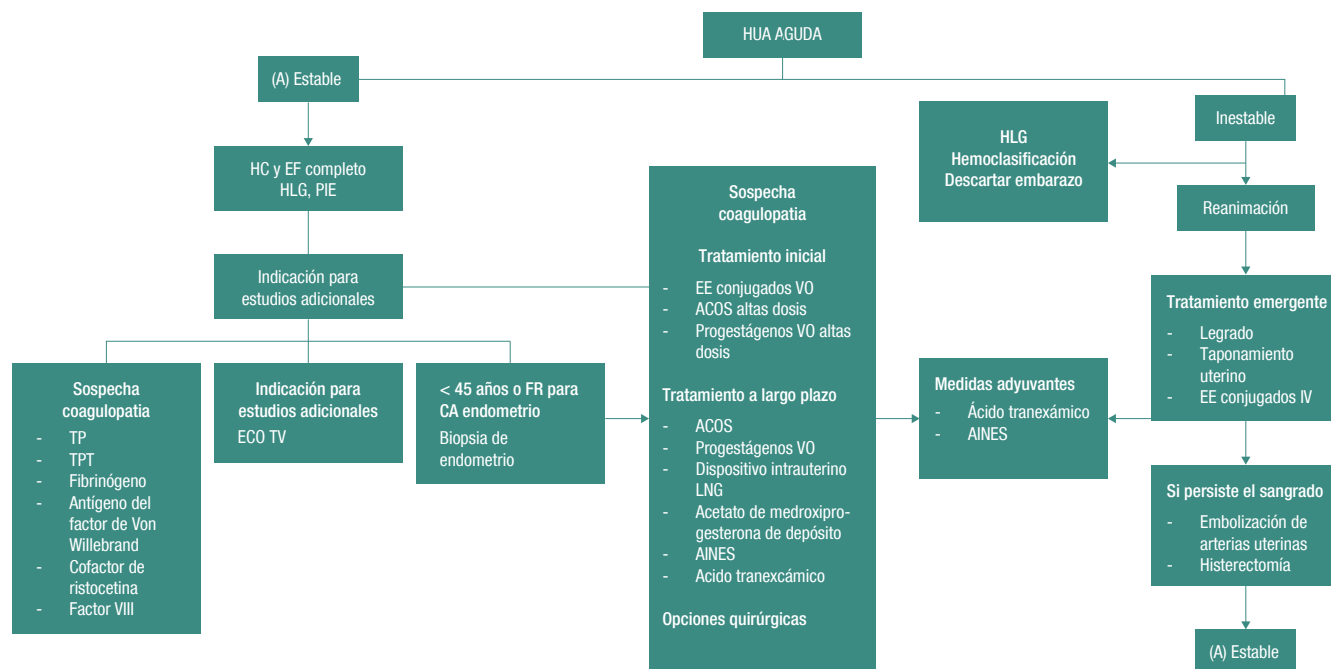 HUA AGUDA
(A) Estable
Inestable
HC y EF completo
HLG, PIE
HLG
Hemoclasificación
Descartar embarazo
Reanimación
Indicación para
estudios adicionales
Sospecha
coagulopatia
- TP
- TPT
- Fibrinógeno
- Antígeno del
factor de Von
Willebrand
- Cofactor de
ristocetina
- Factor VIII
Indicación para
estudios adicionales
ECO TV
< 45 años o FR para
CA endometrio
Biopsia de
endometrio
Sospecha
coagulopatia
Tratamiento inicial
- EE conjugados VO
- ACOS altas dosis
- Progestágenos VO altas
dosis
Tratamiento a largo plazo
- ACOS
- Progestágenos VO
- Dispositivo intrauterino
LNG
- Acetato de medroxipro-
gesterona de depósito
- AINES
- Acido tranexcámico
Opciones quirúrgicas
Medidas adyuvantes
- Ácido tranexámico
- AINES
Tratamiento emergente
- Legrado
- Taponamiento
uterino
- EE conjugados IV
Si persiste el sangrado
- Embolización de
arterias uterinas
- Histerectomía
(A) Estable